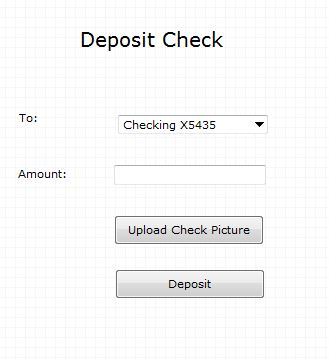 Deposit Check
To: Checking X5435
Amount:
Upload Check Picture
Deposit